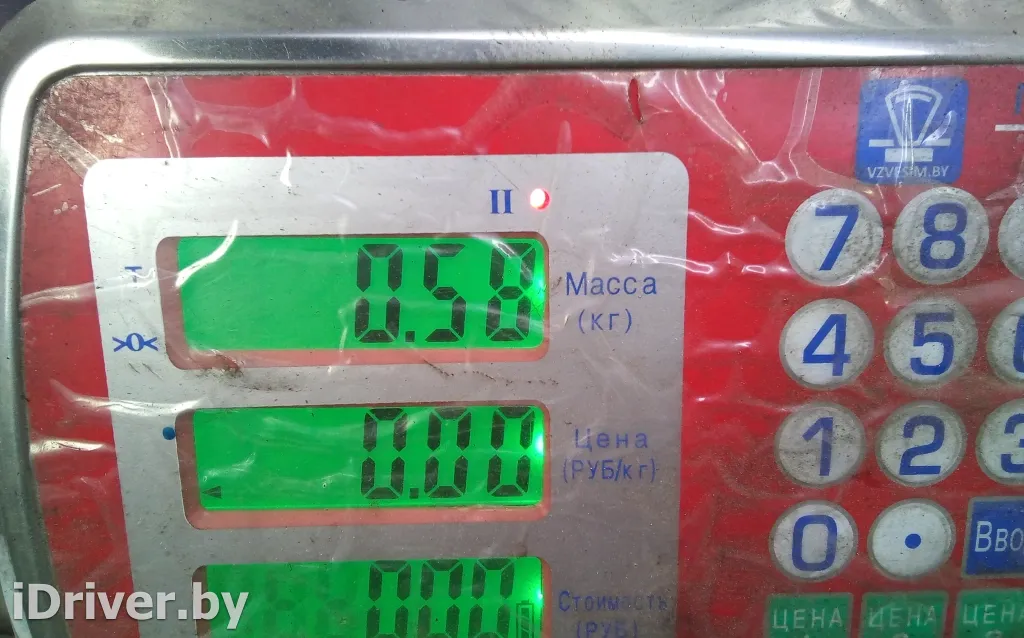 VZVESIM.BY
II
0.58
Масса
(кг)
>0<
0.00
Цена
(РУБ/кг)
0.00
Стоимость
(РУБ)
7 8
4 5
1 2 3
0 .
ЦЕНА ЦЕНА
iDriver.by